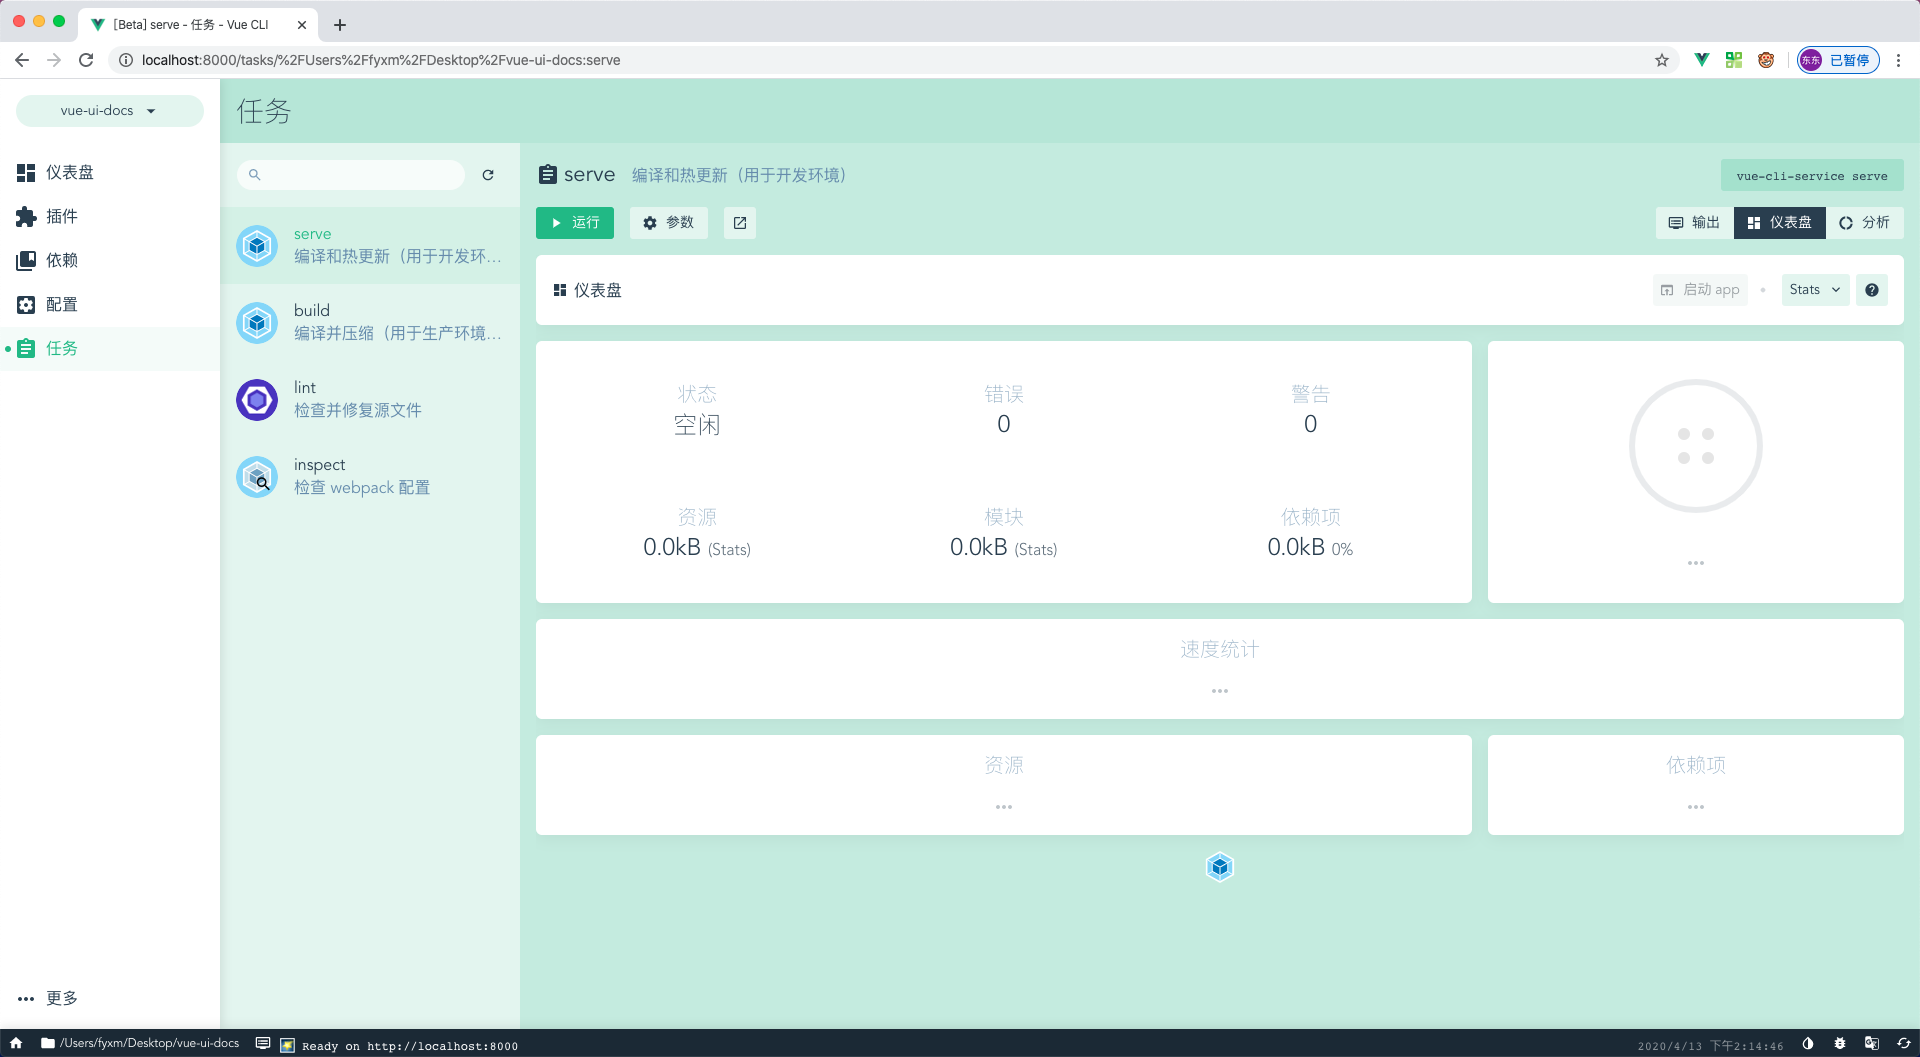 [Beta] serve - 任务 - Vue CLI
localhost:8000/tasks/%2FUsers%2Ffyxm%2FDesktop%2Fvue-ui-docs:serve
东东 已暂停
vue-ui-docs
任务
仪表盘
插件
依赖
配置
任务
更多
serve
编译和热更新（用于开发环...
build
编译并压缩（用于生产环境...
lint
检查并修复源文件
inspect
检查 webpack 配置
serve 编译和热更新（用于开发环境）
vue-cli-service serve
运行 参数
输出 仪表盘 分析
仪表盘
启动 app Stats
状态 错误 警告
空闲 0 0
资源 模块 依赖项
0.0kB (Stats) 0.0kB (Stats) 0.0kB 0%
速度统计
资源 依赖项
/Users/fyxm/Desktop/vue-ui-docs Ready on http://localhost:8000
2020/4/13 下午2:14:46